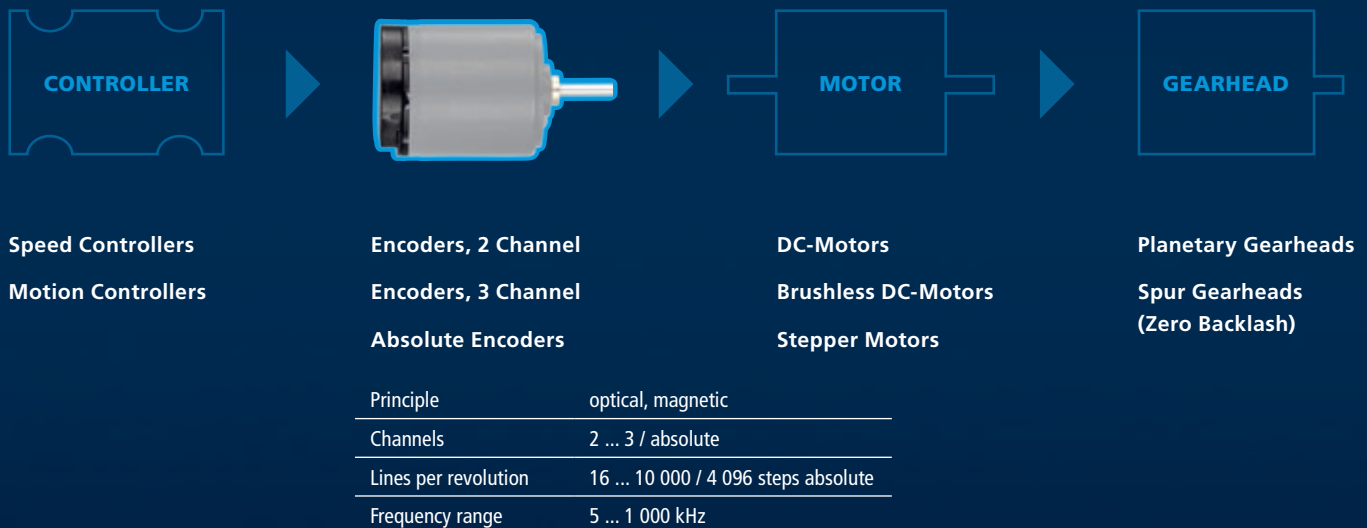 CONTROLLER
MOTOR
GEARHEAD
Speed Controllers
Motion Controllers
Encoders, 2 Channel
Encoders, 3 Channel
Absolute Encoders
DC-Motors
Brushless DC-Motors
Stepper Motors
Planetary Gearheads
Spur Gearheads
(Zero Backlash)
Principle optical, magnetic
Channels 2 ... 3 / absolute
Lines per revolution 16 ... 10 000 / 4 096 steps absolute
Frequency range 5 ... 1 000 kHz